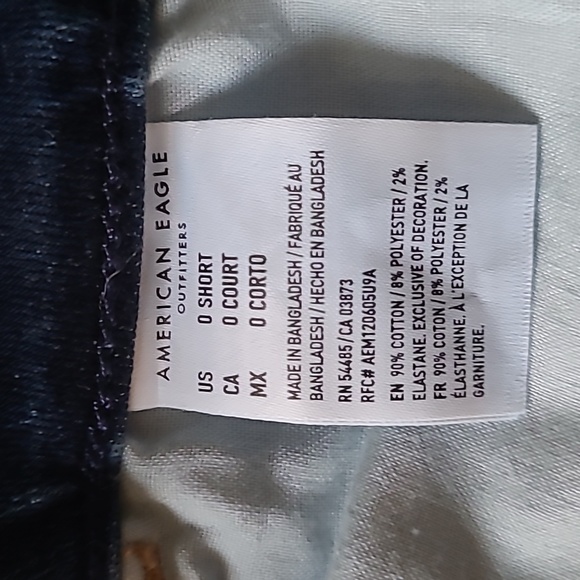 AMERICAN EAGLE
OUTFITTERS
US 0 SHORT
CA 0 COURT
MX 0 CORTO
MADE IN BANGLADESH / FABRIQUÉ AU
BANGLADESH / HECHO EN BANGLADESH
RN 54485 / CA 03873
RFC# AEM120605U9A
EN 90% COTTON / 8% POLYESTER / 2%
ELASTANE. EXCLUSIVE OF DECORATION.
FR 90% COTON / 8% POLYESTER / 2%
ÉLASTHANNE. À L'EXCEPTION DE LA
GARNITURE.